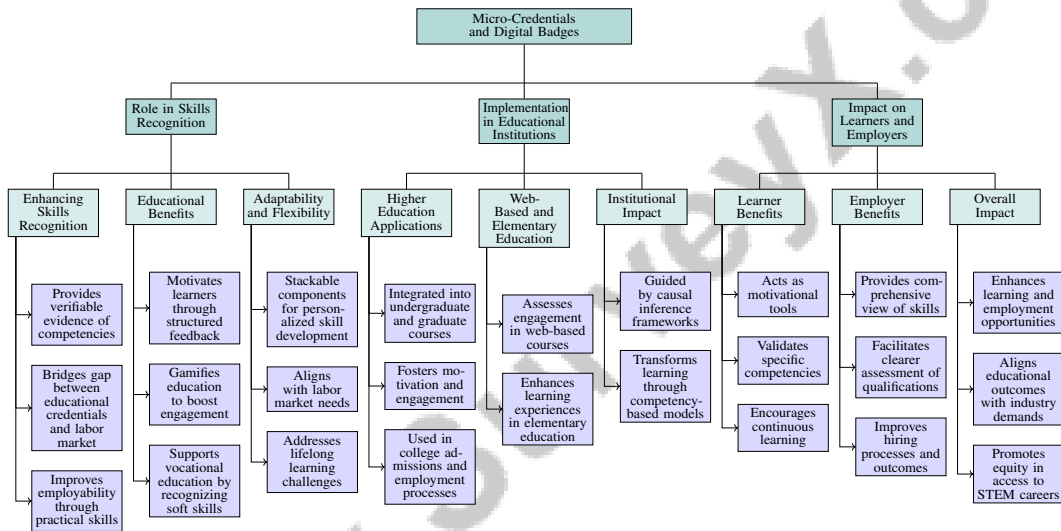 Micro-Credentials
and Digital Badges
Role in Skills
Recognition
Implementation
in Educational
Institutions
Impact on
Learners and
Employers
Enhancing
Skills
Recognition
Educational
Benefits
Adaptability
and Flexibility
Higher
Education
Applications
Web-
Based and
Elementary
Education
Institutional
Impact
Learner
Benefits
Employer
Benefits
Overall
Impact
Provides
verifiable
evidence of
competencies
Bridges gap
between
educational
credentials
and labor
market
Improves
employability
through
practical skills
Motivates
learners
through
structured
feedback
Gamifies
education
to boost
engagement
Supports
vocational
education by
recognizing
soft skills
Stackable
components
for person-
alized skill
development
Aligns
with labor
market needs
Addresses
lifelong
learning
challenges
Integrated into
undergraduate
and graduate
courses
Fosters mo-
tivation and
engagement
Used in
college ad-
missions and
employment
processes
Assesses
engagement
in web-based
courses
Enhances
learning
experiences
in elementary
education
Guided
by causal
inference
frameworks
Transforms
learning
through
competency-
based models
Acts as
motivational
tools
Validates
specific
competencies
Encourages
continuous
learning
Provides com-
prehensive
view of skills
Facilitates
clearer
assessment of
qualifications
Improves
hiring
processes and
outcomes
Enhances
learning and
employment
opportunities
Aligns
educational
outcomes
with industry
demands
Promotes
equity in
access to
STEM careers